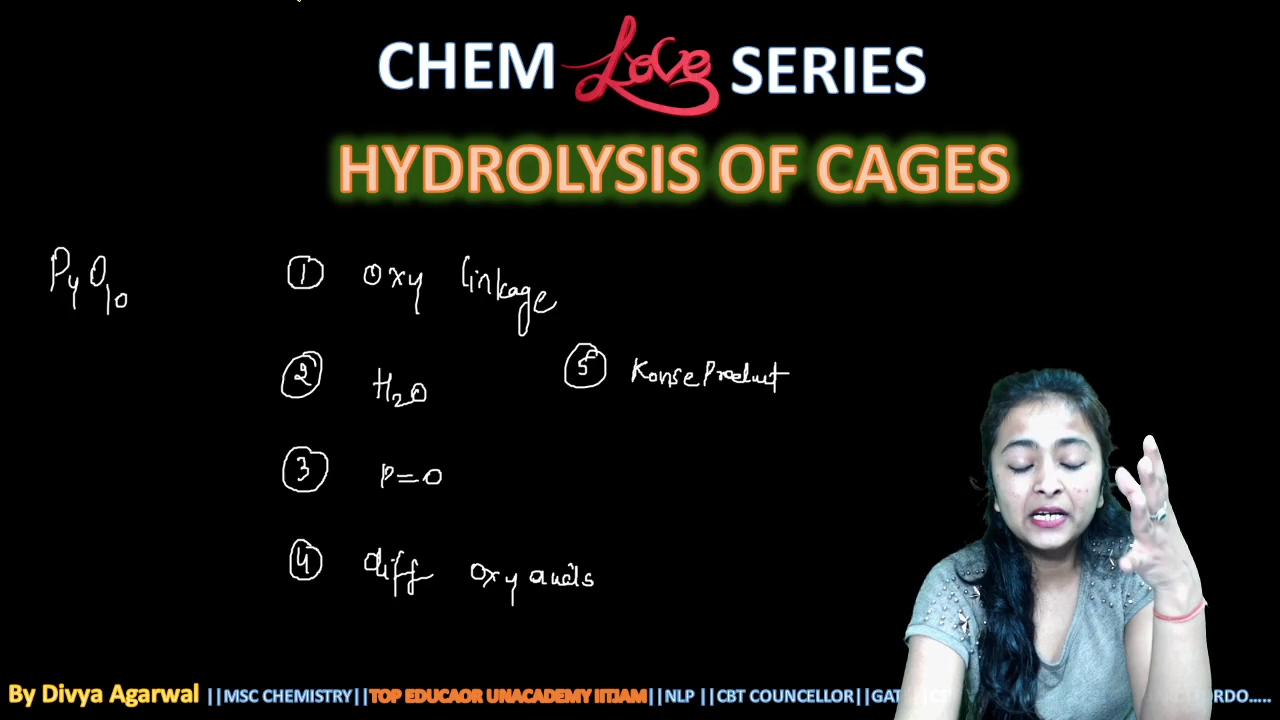 CHEM Love SERIES
HYDROLYSIS OF CAGES
P4O10
① oxy linkage
② H2O
⑤ Konse Product
③ P=O
④ diff oxy acids
By Divya Agarwal ||MSC CHEMISTRY||TOP EDUCAOR UNACADEMY IITJAM||NLP ||CBT COUNCELLOR||GAT RDO.....